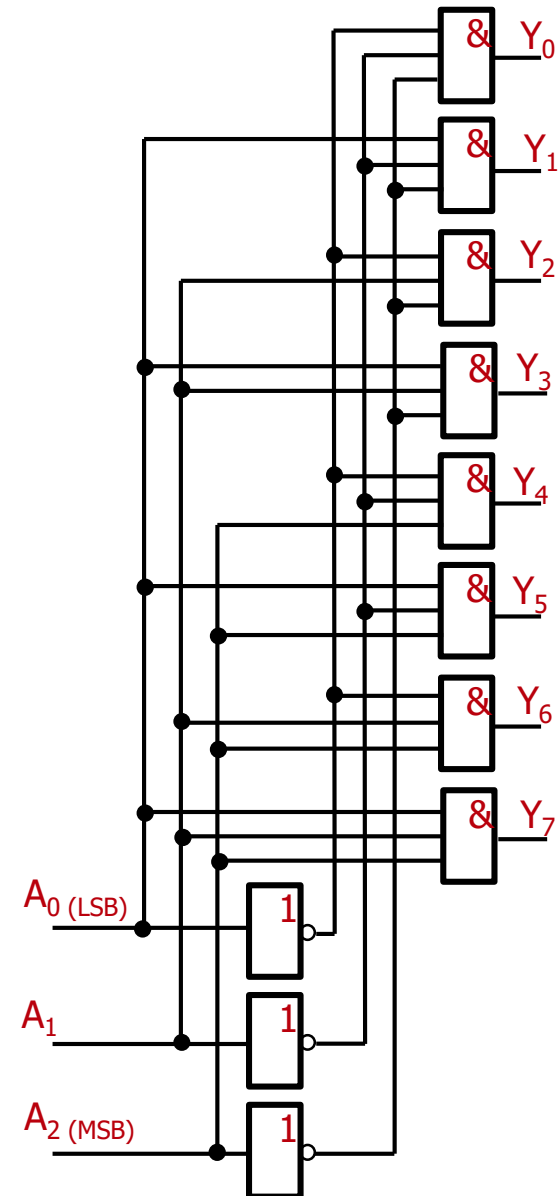 & Y₀
& Y₁
& Y₂
& Y₃
& Y₄
& Y₅
& Y₆
& Y₇
A₀ (LSB) 1
A₁ 1
A₂ (MSB) 1